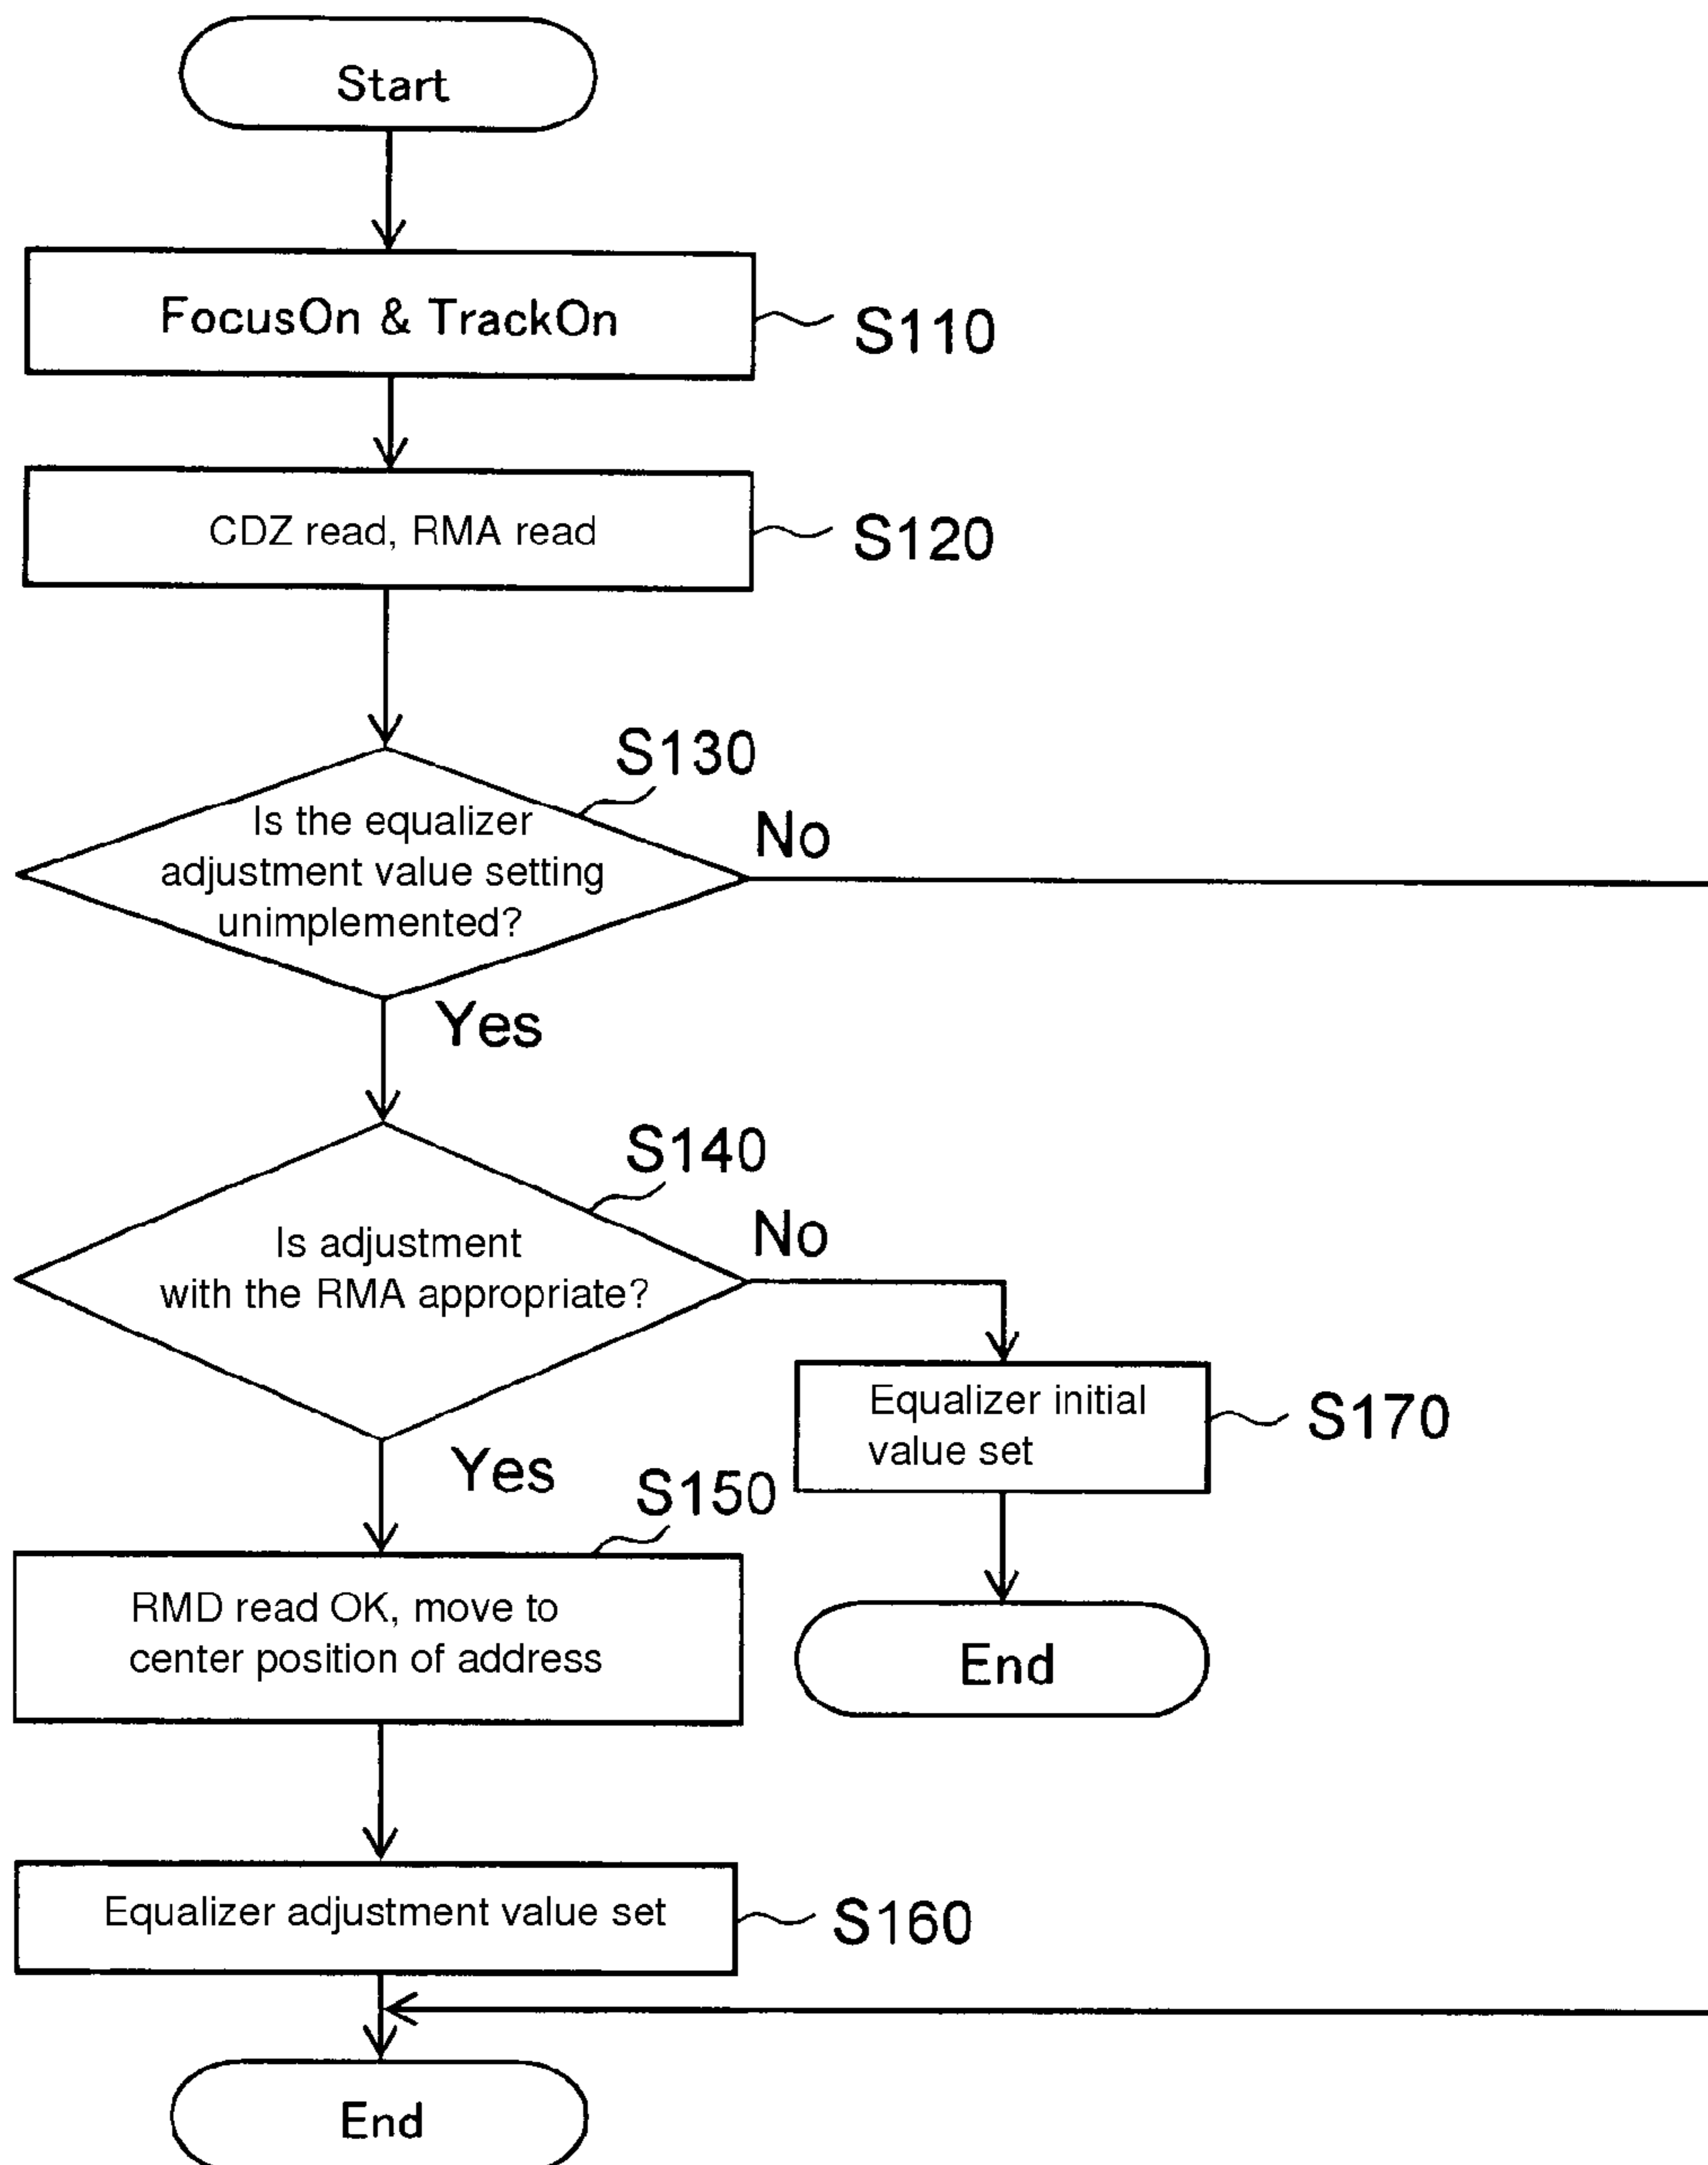 Start
FocusOn & TrackOn
S110
CDZ read, RMA read
S120
S130
Is the equalizer
adjustment value setting
unimplemented?
No
Yes
S140
Is adjustment
with the RMA appropriate?
No
Yes
Equalizer initial
value set
S170
S150
RMD read OK, move to
center position of address
End
Equalizer adjustment value set
S160
End